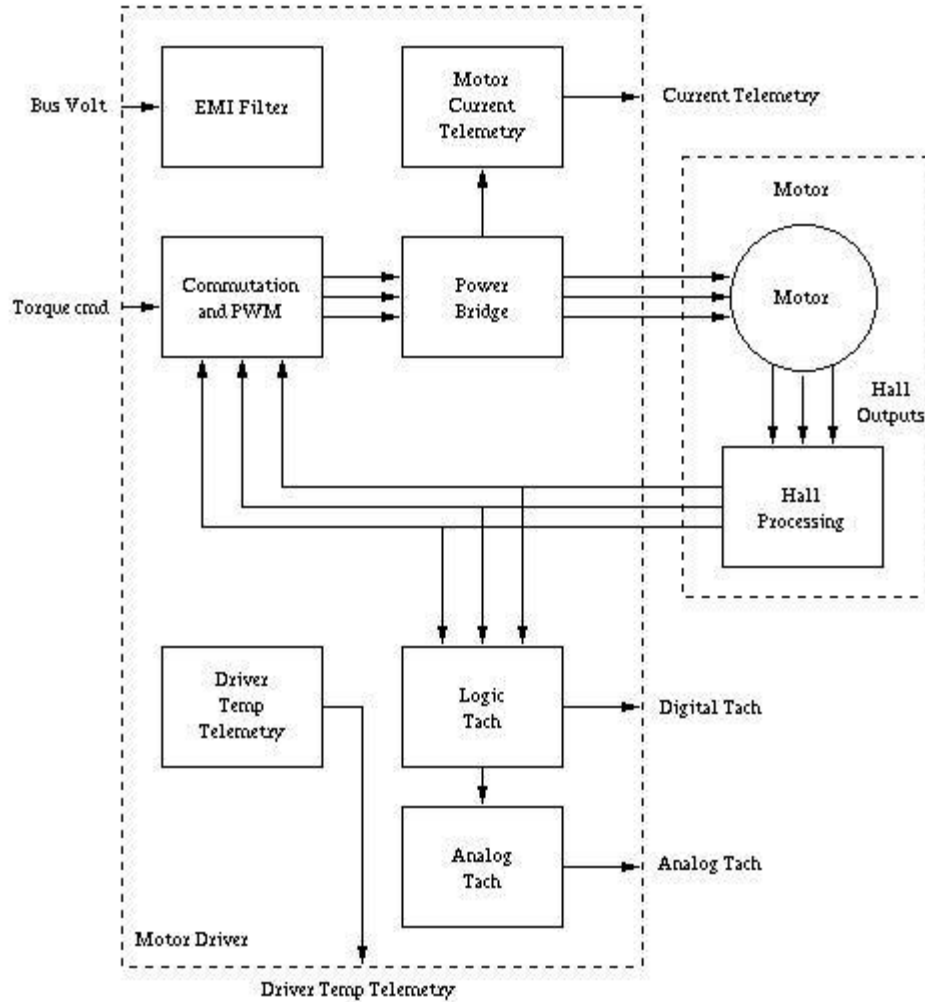 Bus Volt
EMI Filter
Motor
Current
Telemetry
Current Telemetry
Motor
Torque cmd
Commutation
and PWM
Power
Bridge
Motor
Hall
Outputs
Hall
Processing
Driver
Temp
Telemetry
Logic
Tach
Digital Tach
Analog
Tach
Analog Tach
Motor Driver
Driver Temp Telemetry